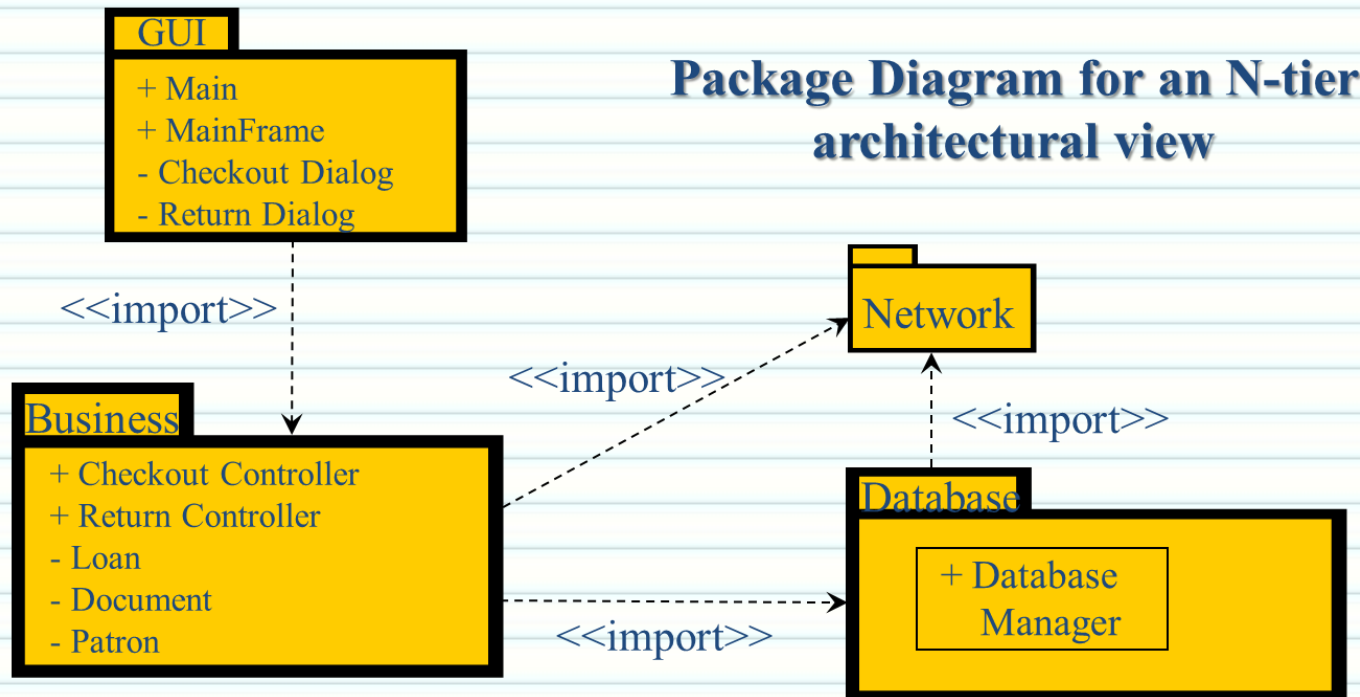 GUI
+ Main
+ MainFrame
- Checkout Dialog
- Return Dialog
Package Diagram for an N-tier
architectural view
<<import>>
Network
<<import>>
<<import>>
Business
+ Checkout Controller
+ Return Controller
- Loan
- Document
- Patron
Database
+ Database
Manager
<<import>>